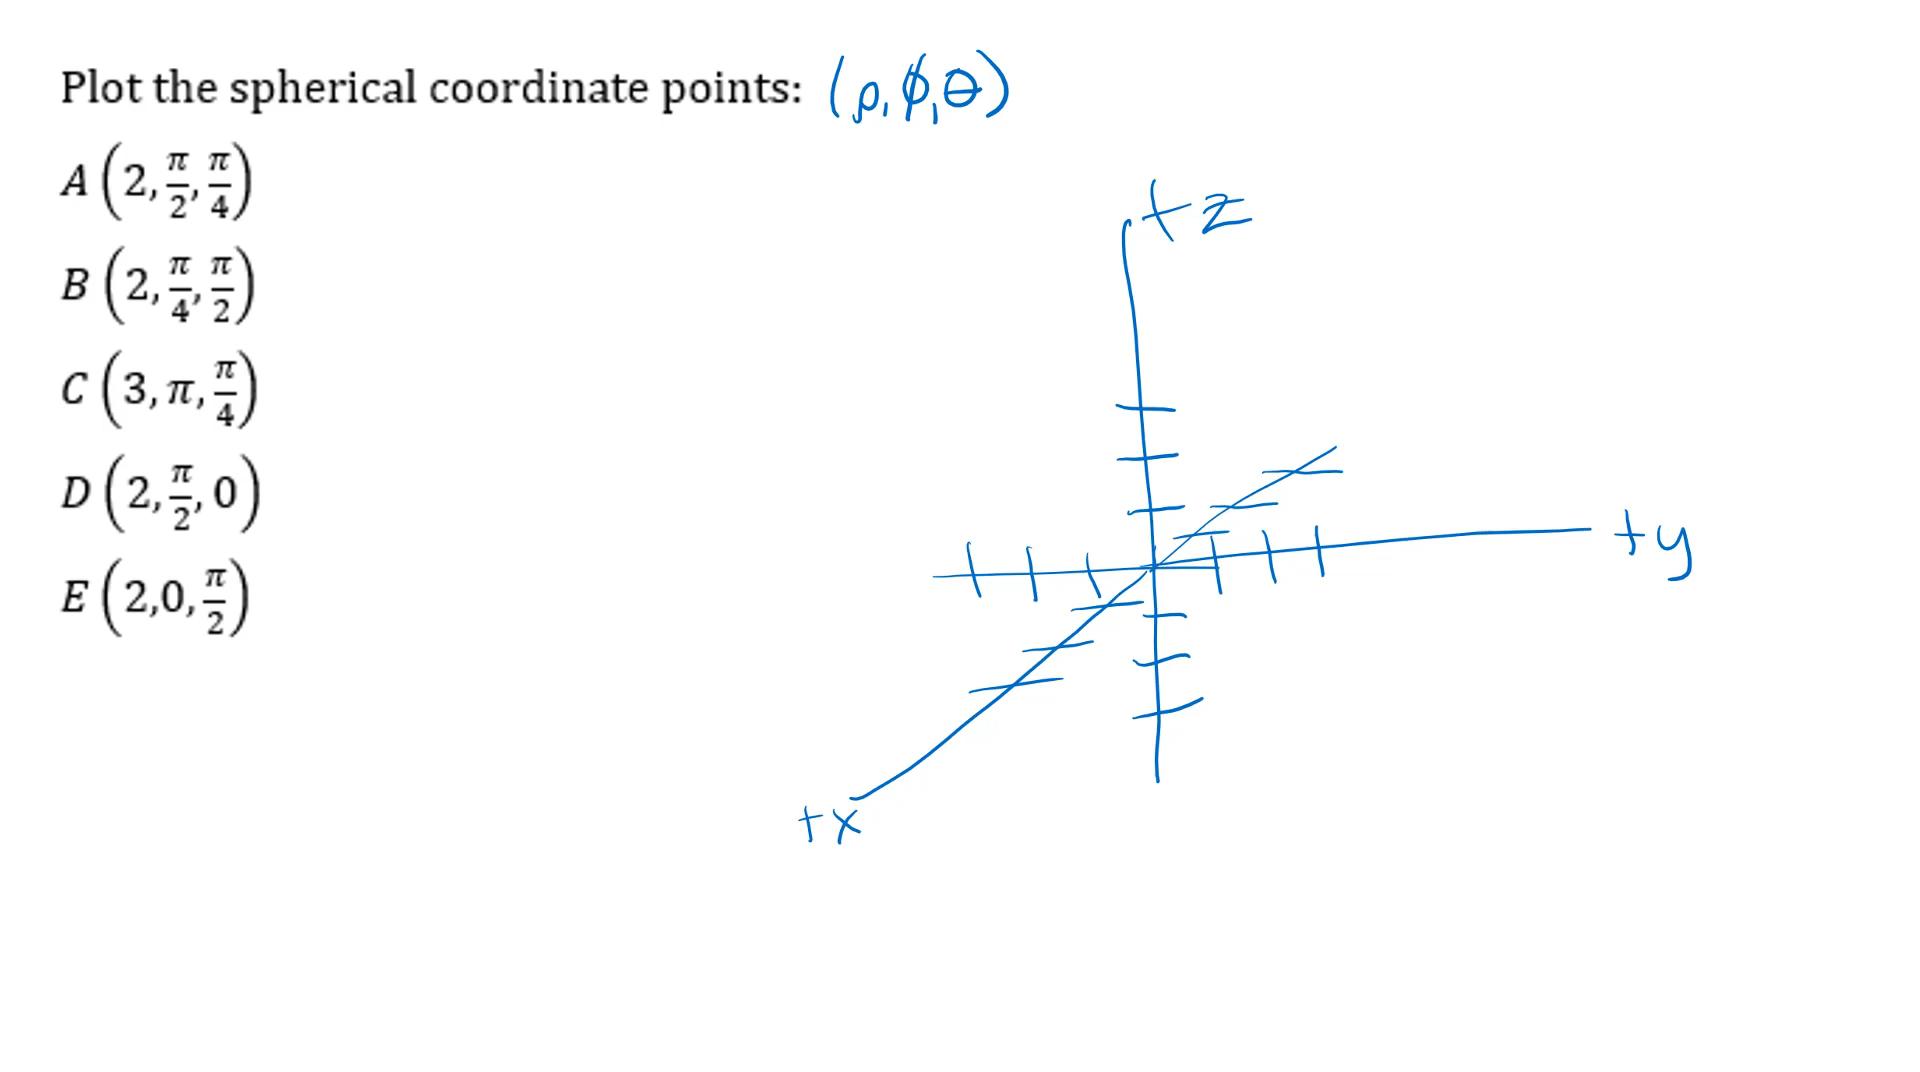 Plot the spherical coordinate points: (ρ, ϕ, θ)
A (2, π/2, π/4)
B (2, π/4, π/2)
C (3, π, π/4)
D (2, π/2, 0)
E (2,0, π/2)
+z
+y
+x